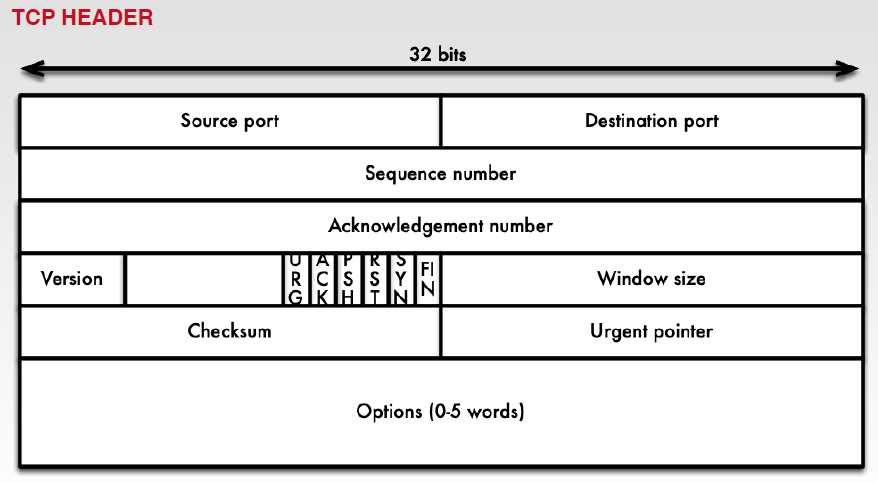 TCP HEADER
32 bits
Source port
Destination port
Sequence number
Acknowledgement number
Version
URG
ACK
PSH
RST
SYN
FIN
Window size
Checksum
Urgent pointer
Options (0-5 words)